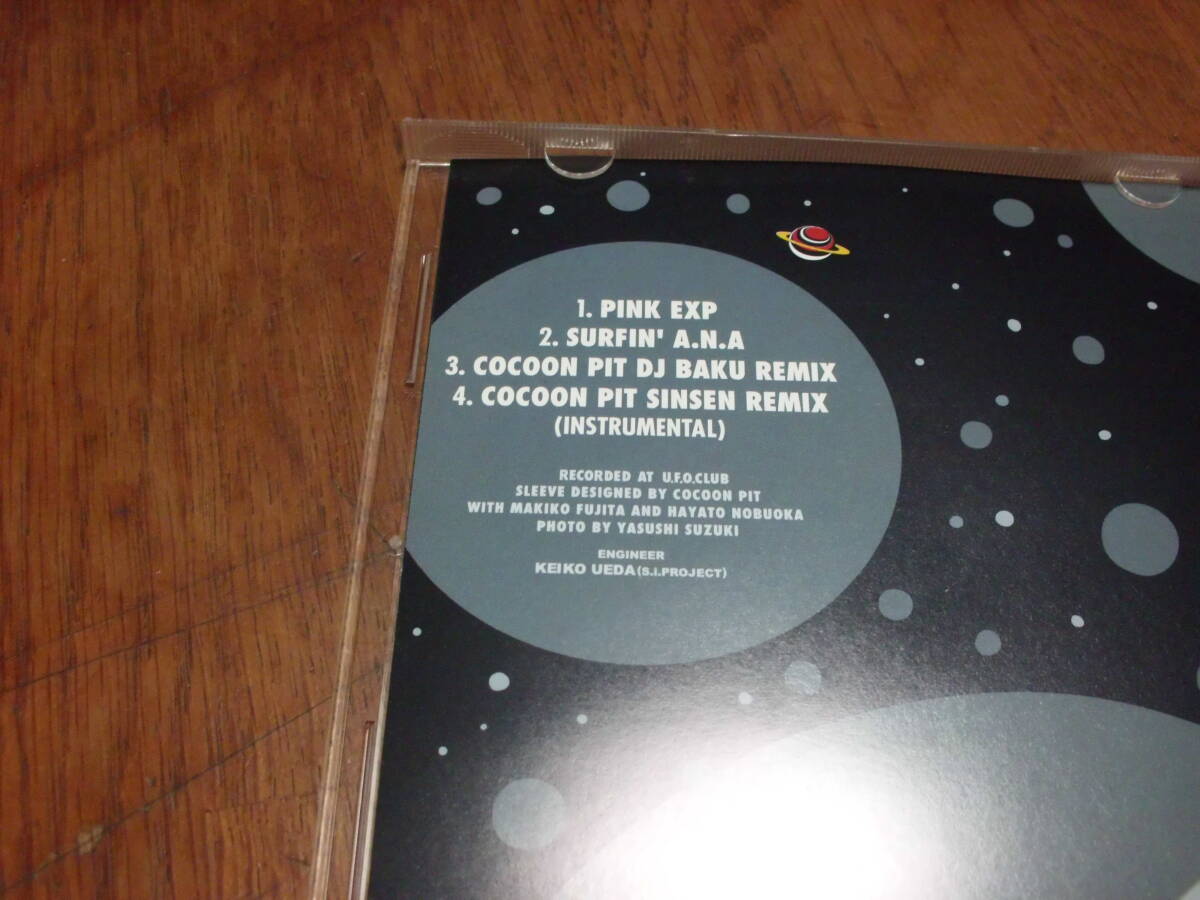 1. PINK EXP
2. SURFIN' A.N.A
3. COCOON PIT DJ BAKU REMIX
4. COCOON PIT SINSEN REMIX
(INSTRUMENTAL)
RECORDED AT U.F.O.CLUB
SLEEVE DESIGNED BY COCOON PIT
WITH MAKIKO FUJITA AND HAYATO NOBUOKA
PHOTO BY YASUSHI SUZUKI
ENGINEER
KEIKO UEDA(S.i.PROJECT)